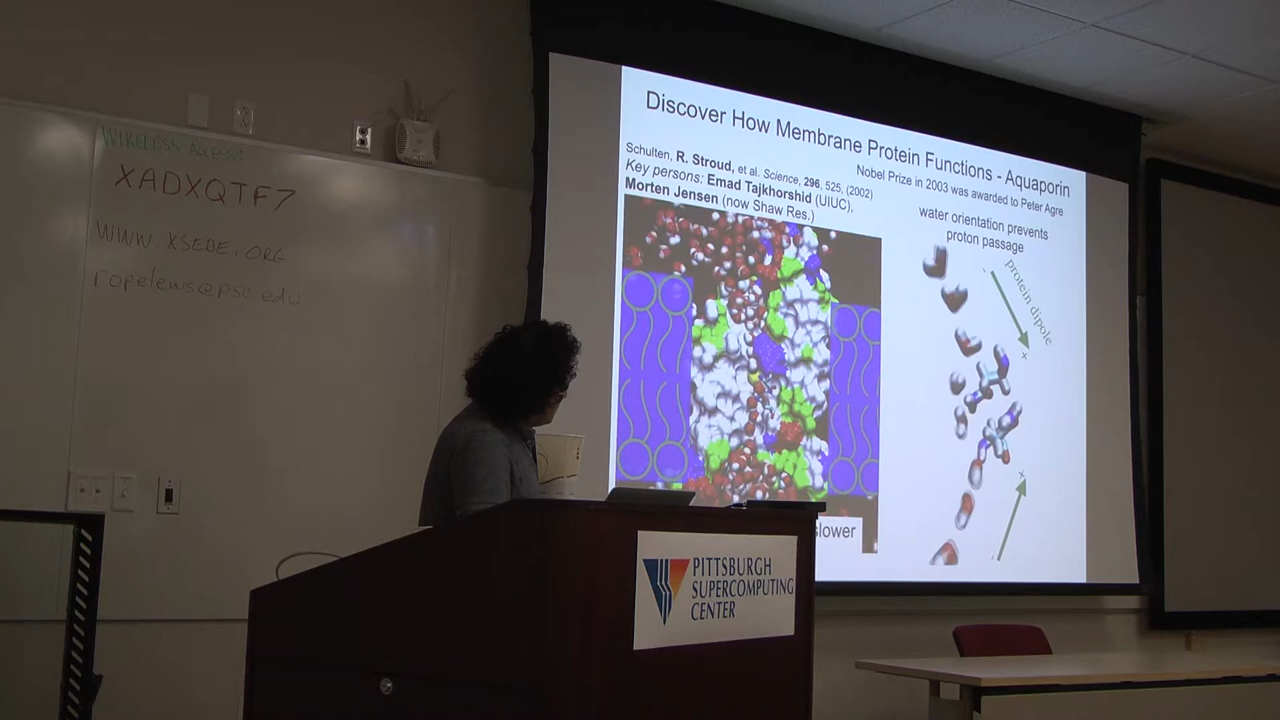 WIRELESS ACCESS:
XADXQTF7
WWW.XSEDE.ORG
ropelews@psc.edu
Discover How Membrane Protein Functions - Aquaporin
Schulten, R. Stroud, et al. Science, 296, 525, (2002)
Key persons: Emad Tajkhorshid (UIUC),
Morten Jensen (now Shaw Res.)
Nobel Prize in 2003 was awarded to Peter Agre
water orientation prevents
proton passage
- protein dipole
+
+
slower
PITTSBURGH
SUPERCOMPUTING
CENTER